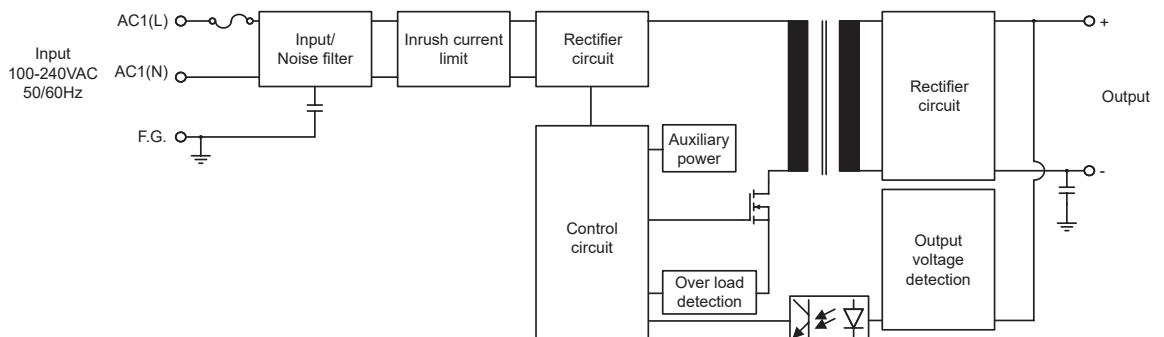 AC1(L)
Input
100-240VAC
50/60Hz
AC1(N)
F.G.
Input/
Noise filter
Inrush current
limit
Rectifier
circuit
Auxiliary
power
Control
circuit
Over load
detection
Rectifier
circuit
Output
voltage
detection
+
Output
-